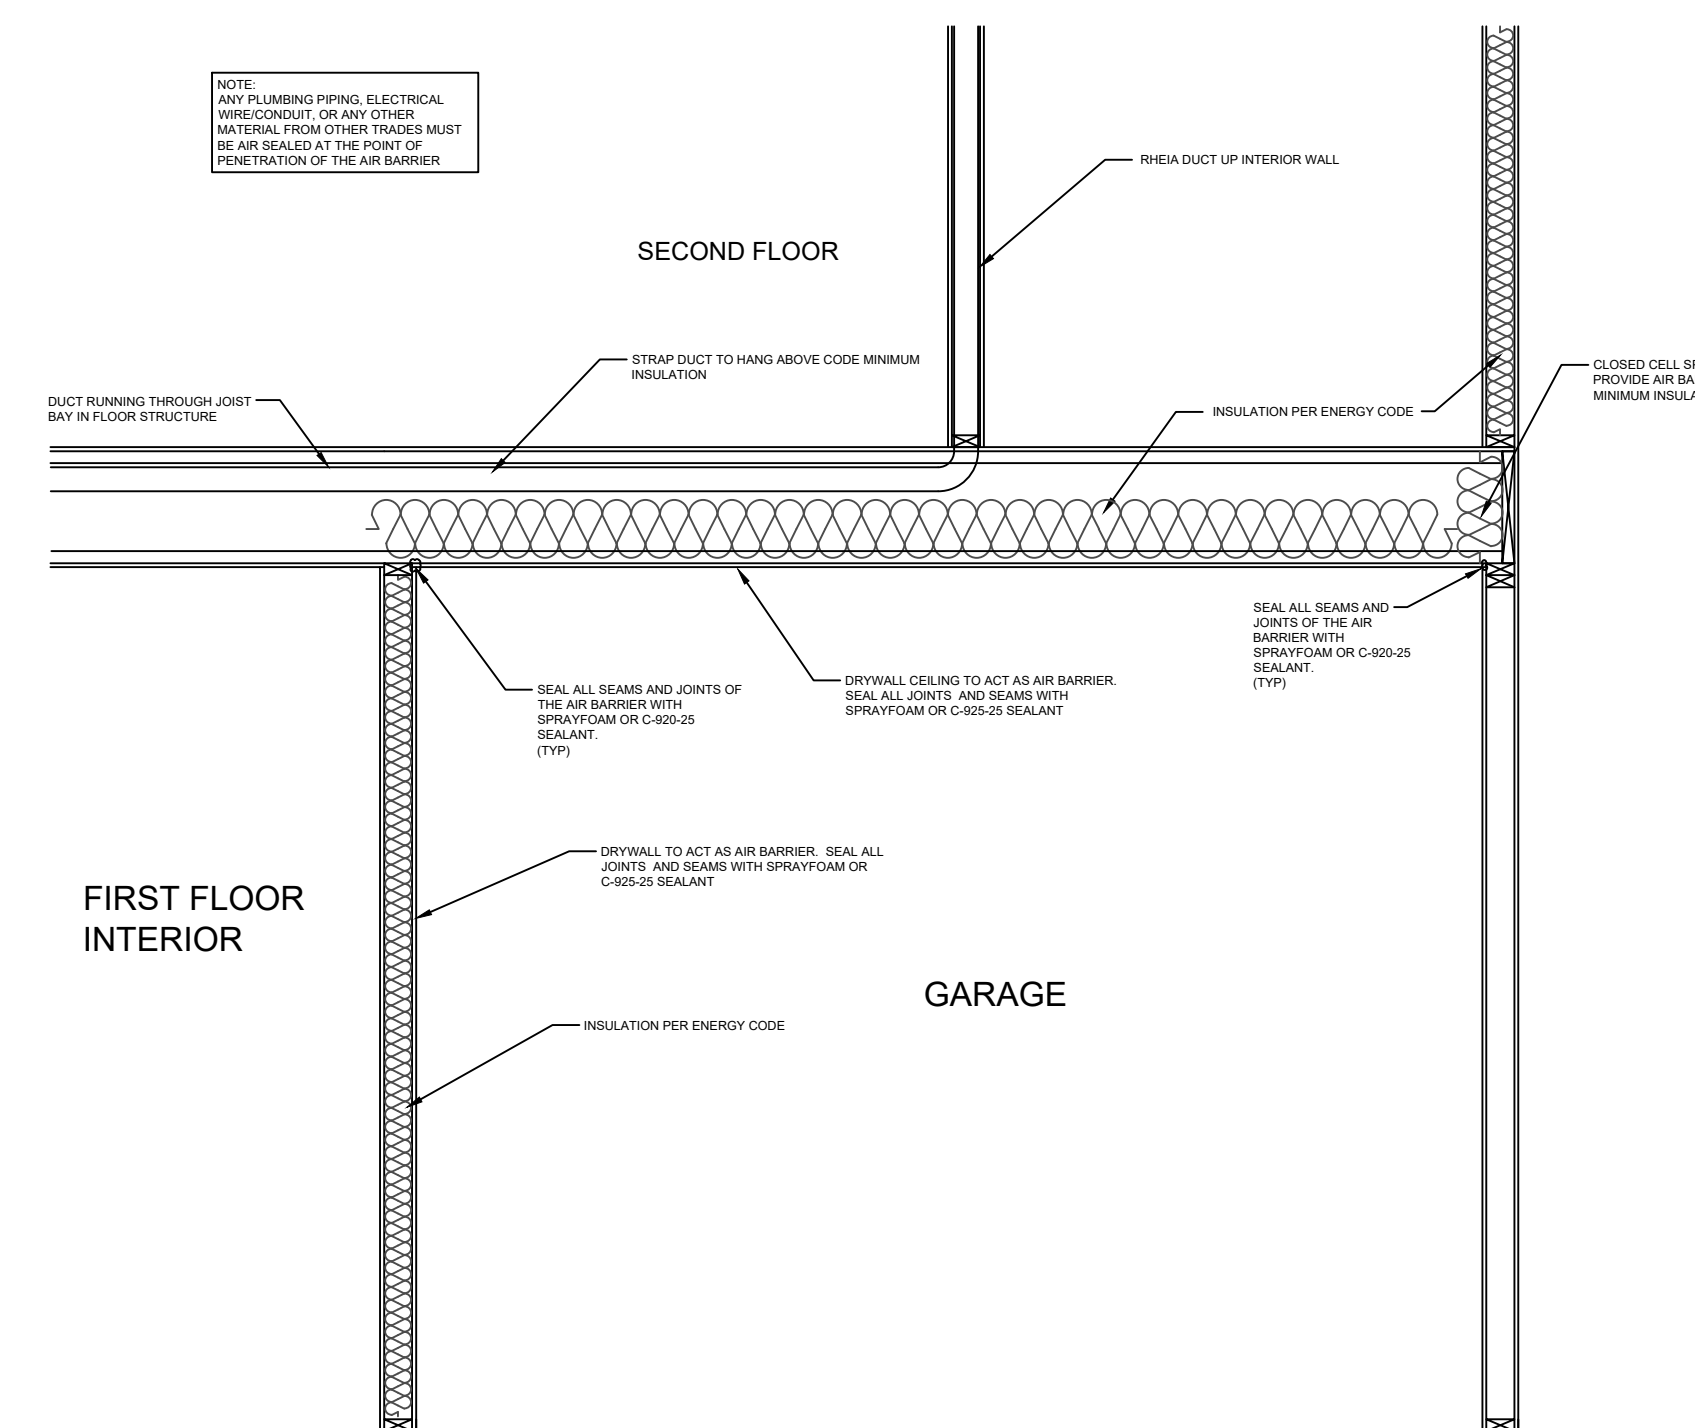 NOTE:
ANY PLUMBING PIPING, ELECTRICAL
WIRE/CONDUIT, OR ANY OTHER
MATERIAL FROM OTHER TRADES MUST
BE AIR SEALED AT THE POINT OF
PENETRATION OF THE AIR BARRIER
RHEIA DUCT UP INTERIOR WALL
SECOND FLOOR
STRAP DUCT TO HANG ABOVE CODE MINIMUM
INSULATION
CLOSED CELL
PROVIDE AIR
MINIMUM
DUCT RUNNING THROUGH JOIST
BAY IN FLOOR STRUCTURE
INSULATION PER ENERGY CODE
SEAL ALL SEAMS AND
JOINTS OF THE AIR
BARRIER WITH
SPRAYFOAM OR C-920-25
SEALANT.
(TYP)
SEAL ALL SEAMS AND JOINTS OF
THE AIR BARRIER WITH
SPRAYFOAM OR C-920-25
SEALANT.
(TYP)
DRYWALL CEILING TO ACT AS AIR BARRIER.
SEAL ALL JOINTS  AND SEAMS WITH
SPRAYFOAM OR C-925-25 SEALANT
DRYWALL TO ACT AS AIR BARRIER.  SEAL ALL
JOINTS  AND SEAMS WITH SPRAYFOAM OR
C-925-25 SEALANT
FIRST FLOOR
INTERIOR
GARAGE
INSULATION PER ENERGY CODE